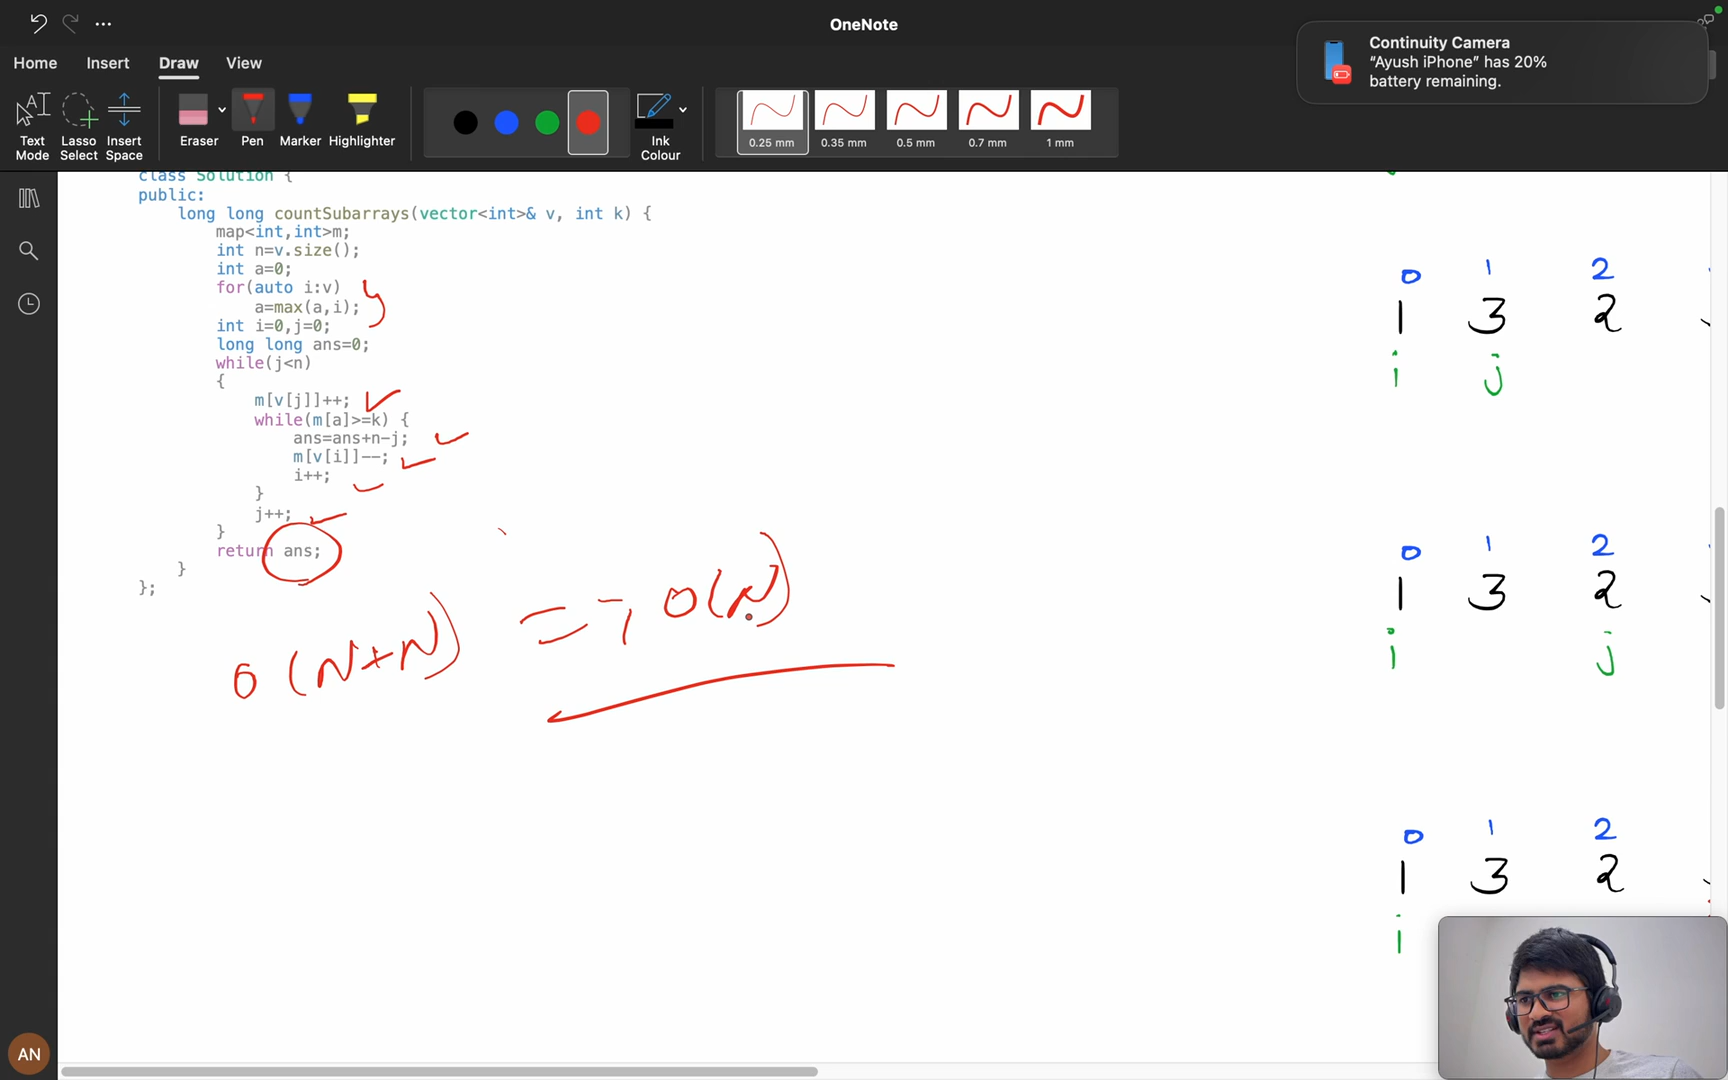 OneNote
Continuity Camera
“Ayush iPhone” has 20%
battery remaining.
Home Insert Draw View
Text Mode
Lasso Select
Insert Space
Eraser
Pen
Marker
Highlighter
Ink Colour
0.25 mm 0.35 mm 0.5 mm 0.7 mm 1 mm
class Solution {
public:
long long countSubarrays(vector<int>& v, int k) {
map<int,int>m;
int n=v.size();
int a=0;
for(auto i:v)
a=max(a,i);
int i=0,j=0;
long long ans=0;
while(j<n)
{
m[v[j]]++;
while(m[a]>=k) {
ans=ans+n-j;
m[v[i]]--;
i++;
}
j++;
}
return ans;
}
};
O(N+N) => O(N)
0 1 2
1 3 2
i j
0 1 2
1 3 2
i j
0 1 2
1 3 2
i
AN